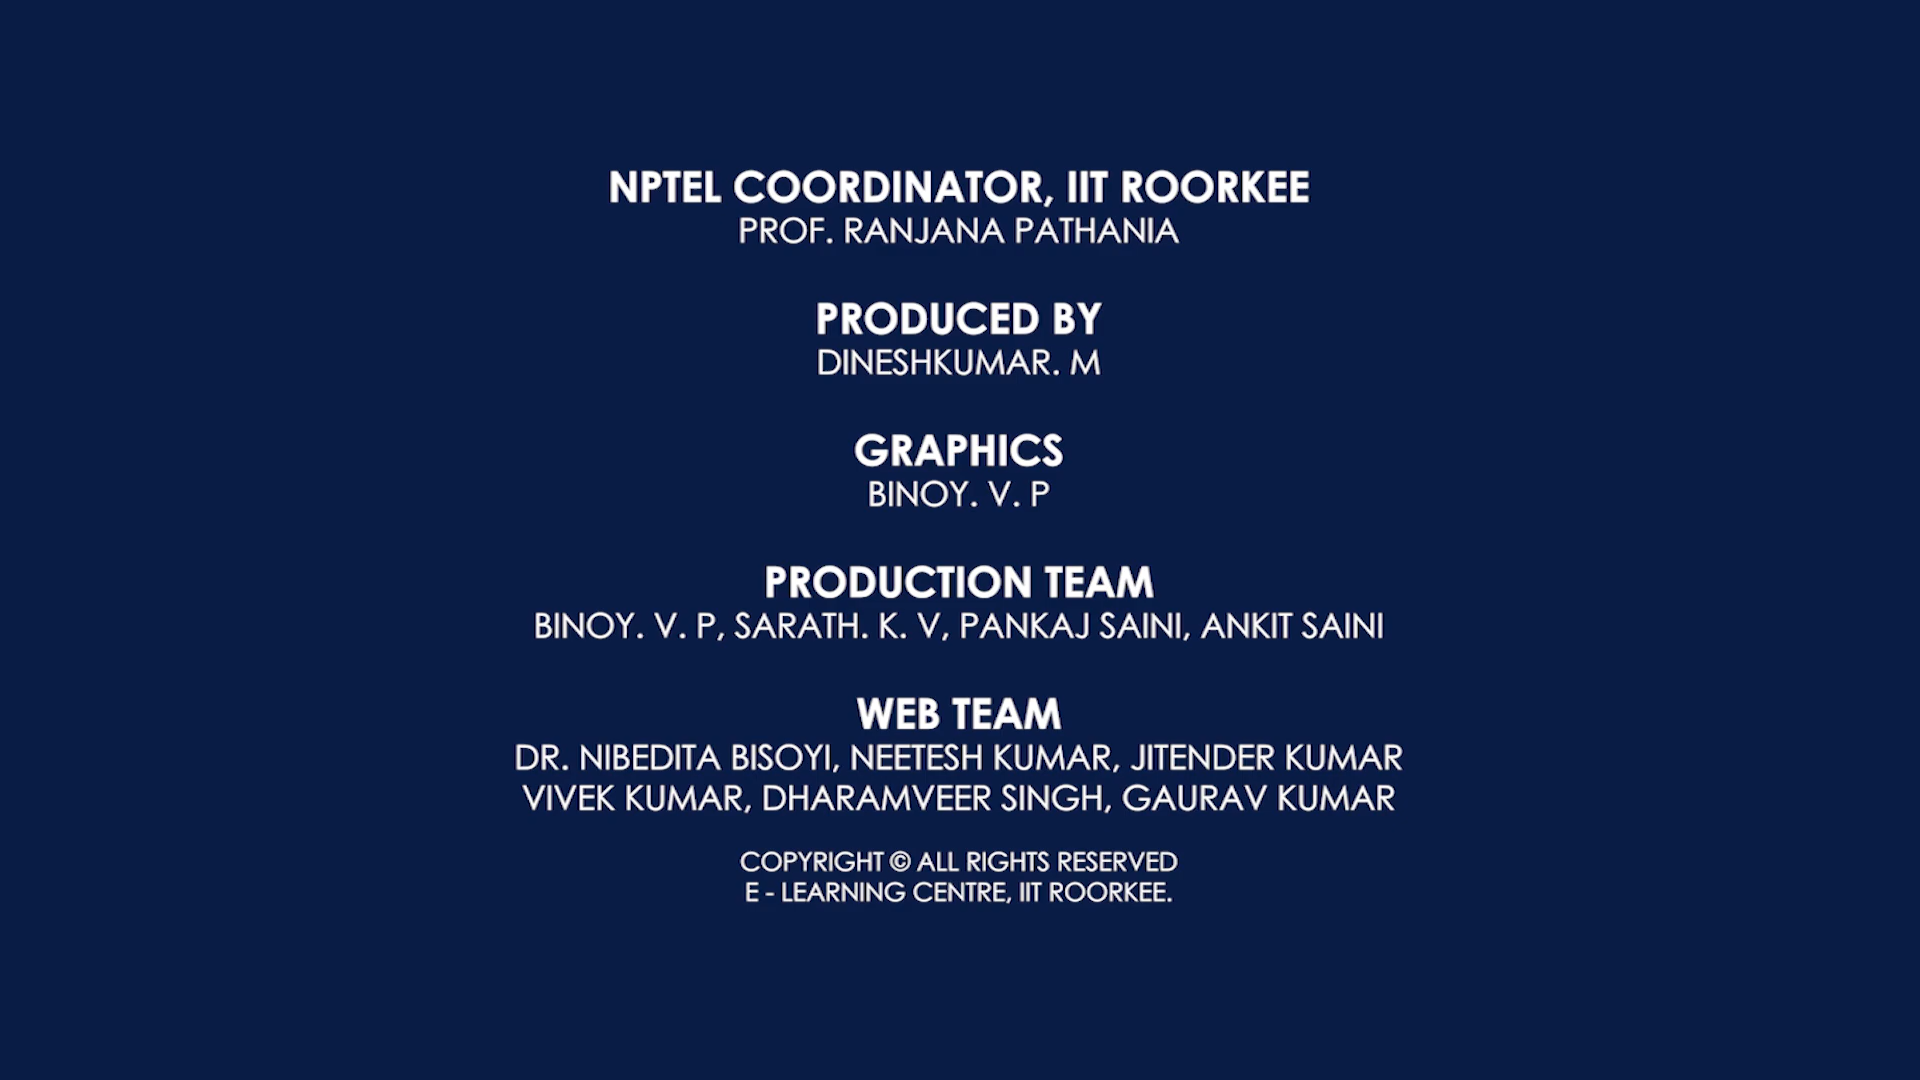 NPTEL COORDINATOR, IIT ROORKEE
PROF. RANJANA PATHANIA
PRODUCED BY
DINESHKUMAR. M
GRAPHICS
BINOY. V. P
PRODUCTION TEAM
BINOY. V. P, SARATH. K. V, PANKAJ SAINI, ANKIT SAINI
WEB TEAM
DR. NIBEDITA BISOYI, NEETESH KUMAR, JITENDER KUMAR
VIVEK KUMAR, DHARAMVEER SINGH, GAURAV KUMAR
COPYRIGHT © ALL RIGHTS RESERVED
E - LEARNING CENTRE, IIT ROORKEE.